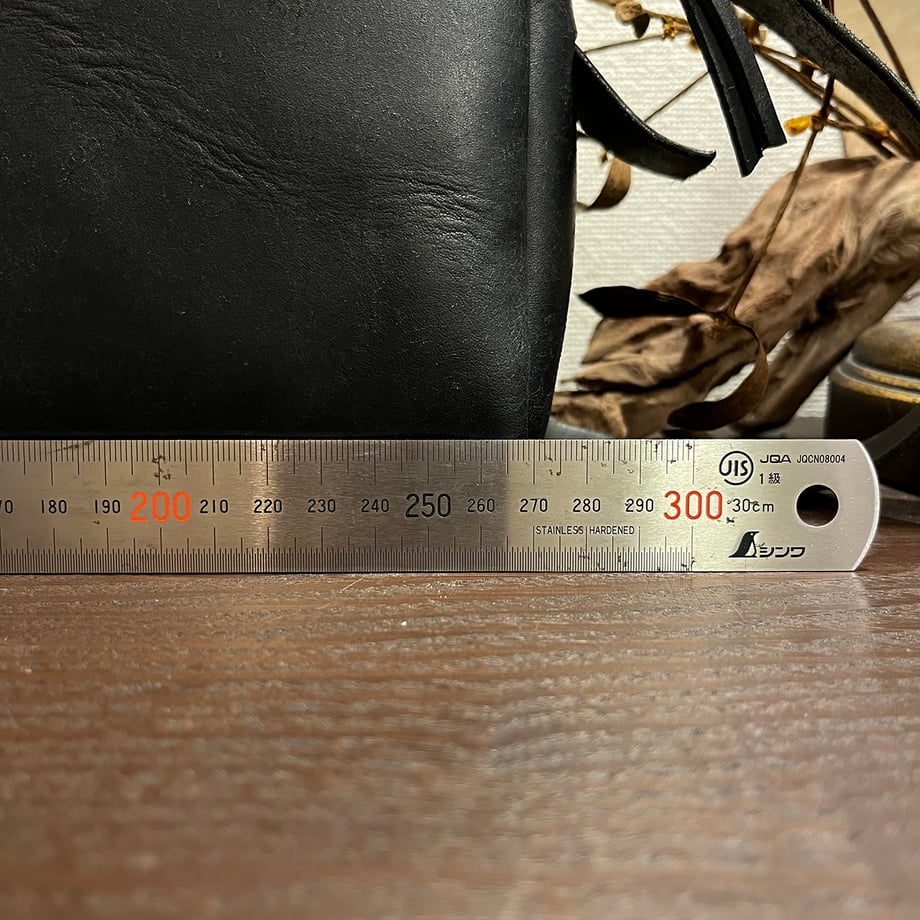 JIS JQA JQCN08004
1級
70 180 190 200 210 220 230 240 250 260 270 280 290 300 30cm
STAINLESS HARDENED
シンワ